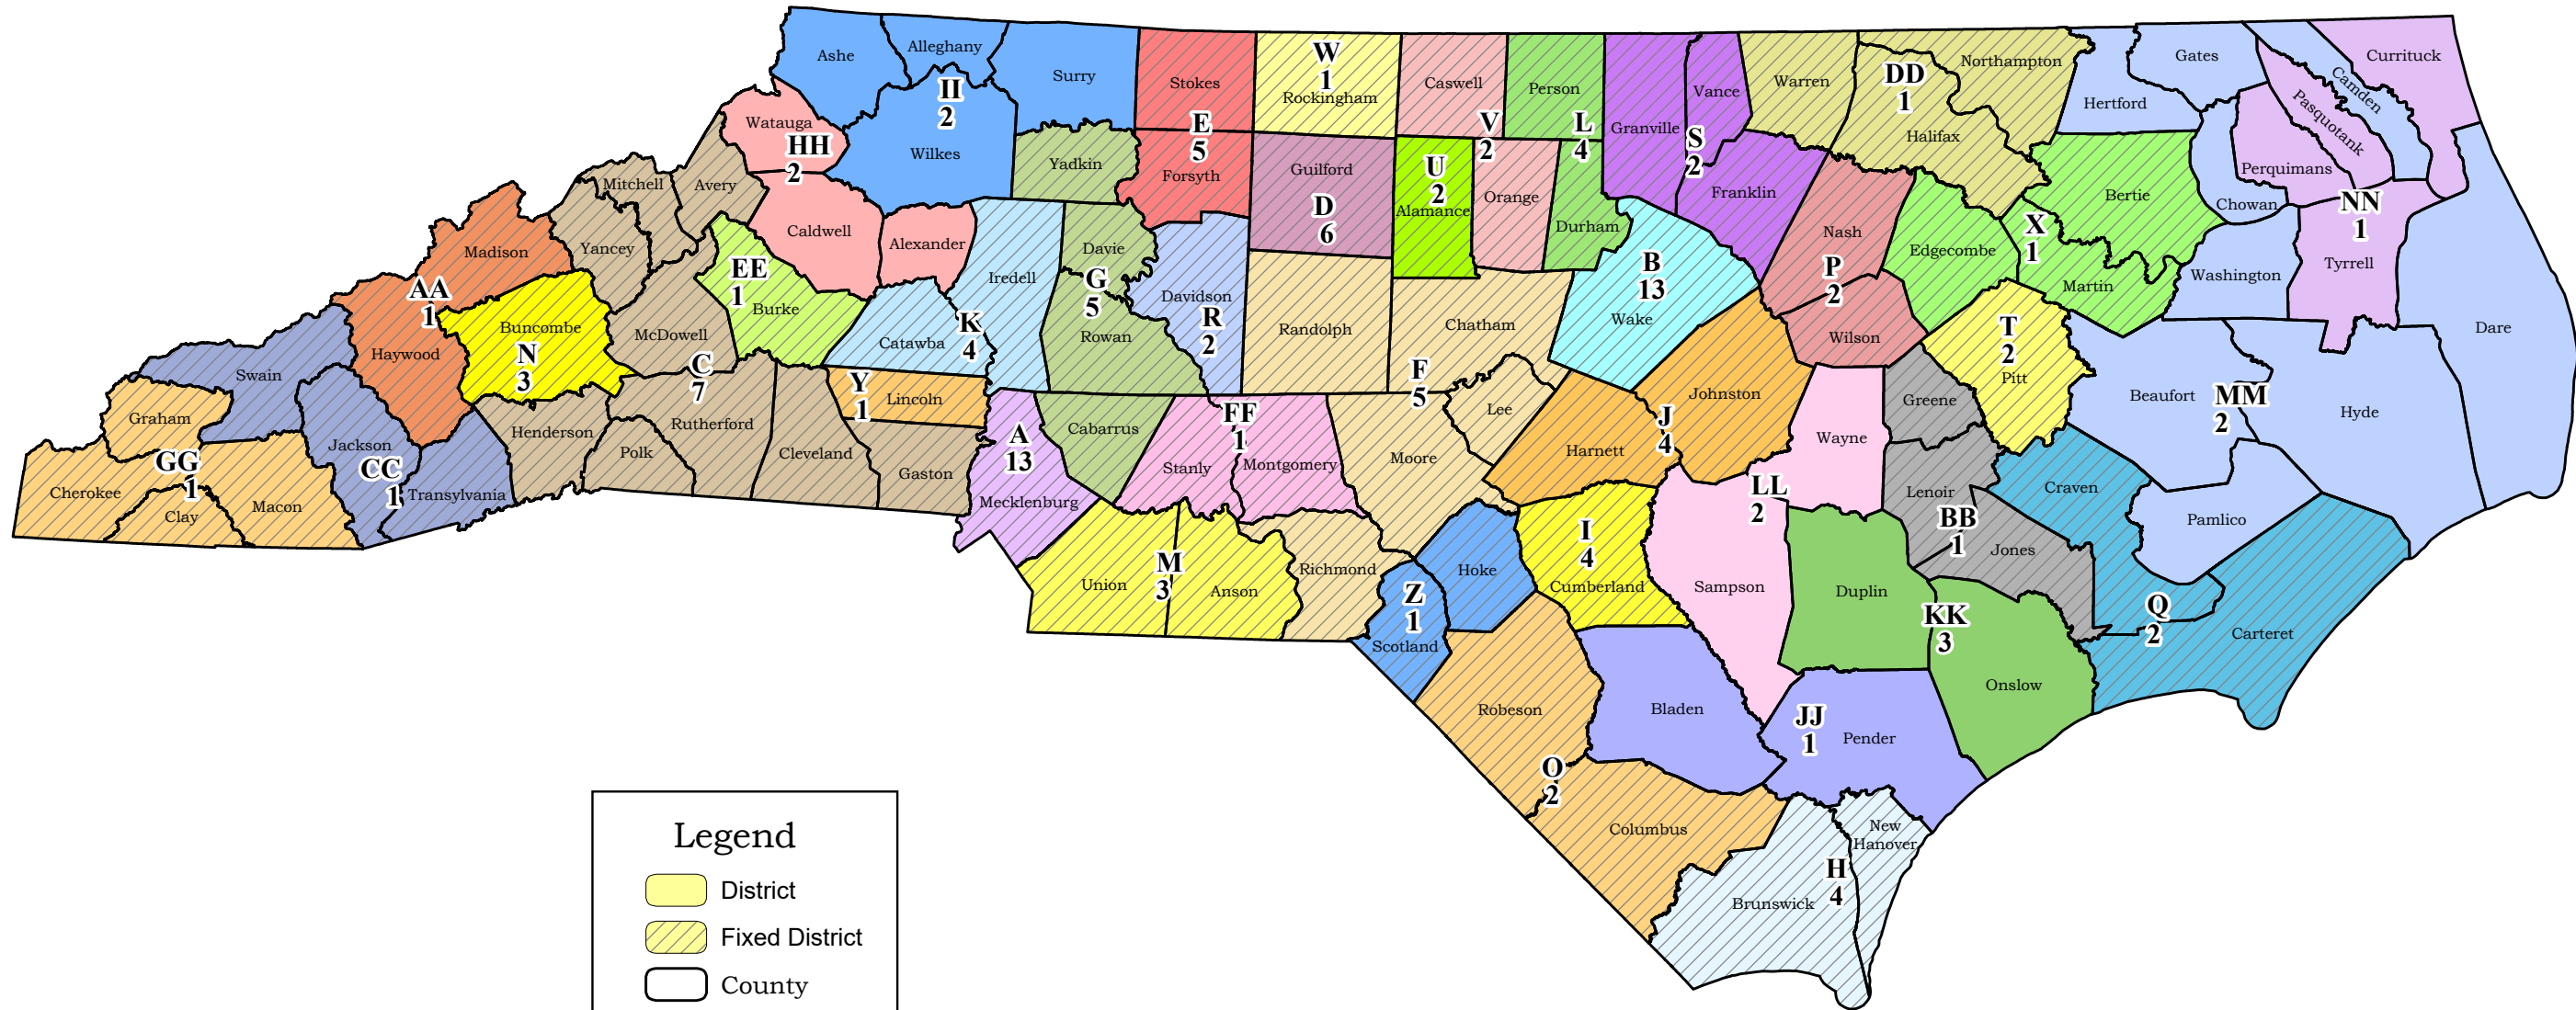 Ashe
Alleghany
Surry
Stokes
W
1
Rockingham
Caswell
Person
Granville
Vance
Warren
DD
1
Northampton
Halifax
Hertford
Gates
Camden
Currituck
Pasquotank
Perquimans
Chowan
Bertie
NN
1
Tyrrell
Washington
Dare
Watauga
HH
2
II
2
Wilkes
Yadkin
E
5
Forsyth
Guilford
D
6
U
2
Alamance
V
2
Orange
L
4
Durham
S
2
Franklin
Nash
P
2
Wilson
Edgecombe
X
1
Martin
Mitchell
Avery
Yancey
Madison
Caldwell
Alexander
Iredell
Davie
G
5
Rowan
Davidson
R
2
Randolph
Chatham
F
5
B
13
Wake
AA
1
Haywood
Buncombe
N
3
McDowell
EE
1
Burke
Catawba
K
4
C
7
Swain
Graham
Jackson
CC
1
Transylvania
Henderson
Polk
Rutherford
Cleveland
Y
1
Lincoln
Gaston
A
13
Mecklenburg
Cabarrus
FF
1
Stanly
Montgomery
Moore
Lee
Harnett
J
4
Johnston
Wayne
Greene
T
2
Pitt
Beaufort
MM
2
Hyde
GG
1
Cherokee
Clay
Macon
Lenoir
BB
1
Jones
Craven
Pamlico
Union
M
3
Anson
Richmond
Z
1
Scotland
Hoke
I
4
Cumberland
LL
2
Sampson
Duplin
KK
3
Onslow
Q
2
Carteret
Robeson
O
2
Columbus
Bladen
JJ
1
Pender
New
Hanover
H
4
Brunswick
Legend
District
Fixed District
County